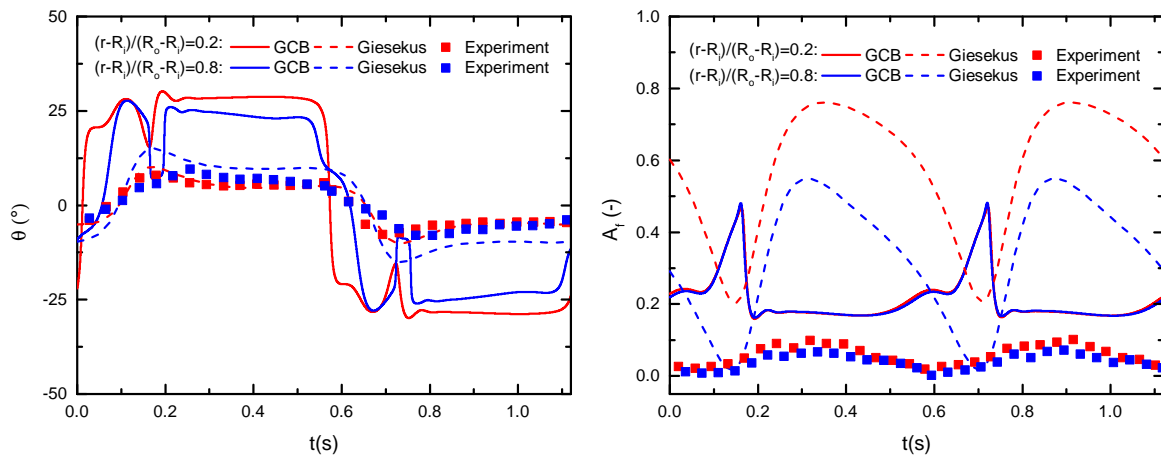 (r-Ri)/(Ro-Ri)=0.2: GCB Giesekus Experiment
(r-Ri)/(Ro-Ri)=0.8: GCB Giesekus Experiment
50
25
0
-25
-50
θ (°)
0.0 0.2 0.4 0.6 0.8 1.0
t(s)
(r-Ri)/(Ro-Ri)=0.2: GCB Giesekus Experiment
(r-Ri)/(Ro-Ri)=0.8: GCB Giesekus Experiment
1.0
0.8
0.6
0.4
0.2
0.0
Af (-)
0.0 0.2 0.4 0.6 0.8 1.0
t(s)